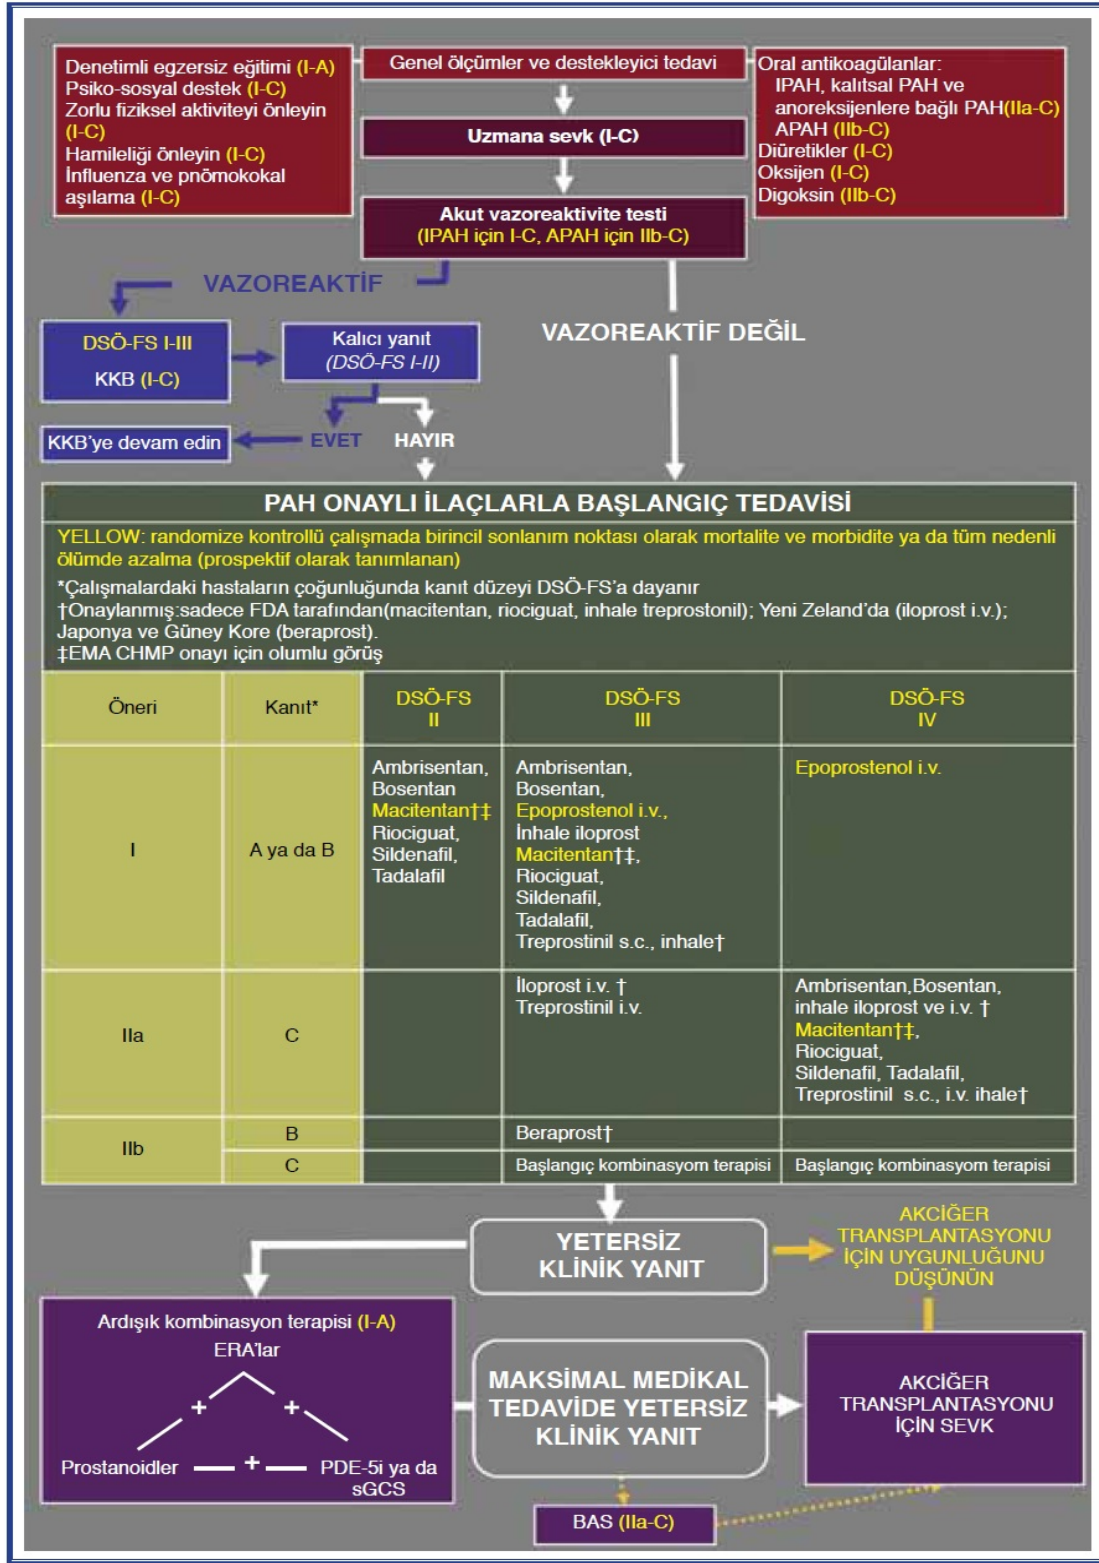 Denetimli egzersiz eğitimi (I-A)
Psiko-sosyal destek (I-C)
Zorlu fiziksel aktiviteyi önleyin
(I-C)
Hamileliği önleyin (I-C)
İnfluenza ve pnömokokal
aşılama (I-C)
Genel ölçümler ve destekleyici tedavi
Oral antikoagülanlar:
IPAH, kalıtsal PAH ve
anoreksijenlere bağlı PAH(IIa-C)
APAH (IIb-C)
Diüretikler (I-C)
Oksijen (I-C)
Digoksin (IIb-C)
Uzmana sevk (I-C)
Akut vazoreaktivite testi
(IPAH için I-C, APAH için IIb-C)
VAZOREAKTİF
VAZOREAKTİF DEĞİL
DSÖ-FS I-III
KKB (I-C)
Kalıcı yanıt
(DSÖ-FS I-II)
KKB'ye devam edin
EVET
HAYIR
PAH ONAYLI İLAÇLARLA BAŞLANGIÇ TEDAVİSİ
YELLOW: randomize kontrollü çalışmada birincil sonlanım noktası olarak mortalite ve morbidite ya da tüm nedenli
ölümde azalma (prospektif olarak tanımlanan)
*Çalışmalardaki hastaların çoğunluğunda kanıt düzeyi DSÖ-FS'a dayanır
†Onaylanmış:sadece FDA tarafından(macitentan, riociguat, inhale treprostonil); Yeni Zeland'da (iloprost i.v.);
Japonya ve Güney Kore (beraprost).
‡EMA CHMP onayı için olumlu görüş
Öneri
Kanıt*
DSÖ-FS
II
DSÖ-FS
III
DSÖ-FS
IV
I
A ya da B
Ambrisentan,
Bosentan
Macitentan†‡
Riociguat,
Sildenafil,
Tadalafil
Ambrisentan,
Bosentan,
Epoprostenol i.v.,
İnhale iloprost
Macitentan†‡,
Riociguat,
Sildenafil,
Tadalafil,
Treprostinil s.c., inhale†
Epoprostenol i.v.
IIa
C
İloprost i.v. †
Treprostinil i.v.
Ambrisentan,Bosentan,
inhale iloprost ve i.v. †
Macitentan†‡,
Riociguat,
Sildenafil, Tadalafil,
Treprostinil s.c., i.v. ihale†
IIb
B
Beraprost†
C
Başlangıç kombinasyom terapisi
Başlangıç kombinasyom terapisi
YETERSİZ
KLİNİK YANIT
AKCİĞER
TRANSPLANTASYONU
İÇİN UYGUNLUĞUNU
DÜŞÜNÜN
Ardışık kombinasyon terapisi (I-A)
ERA'lar
+
+
Prostanoidler
+
PDE-5i ya da
sGCS
MAKSİMAL MEDİKAL
TEDAVİDE YETERSİZ
KLİNİK YANIT
AKCİĞER
TRANSPLANTASYONU
İÇİN SEVK
BAS (IIa-C)